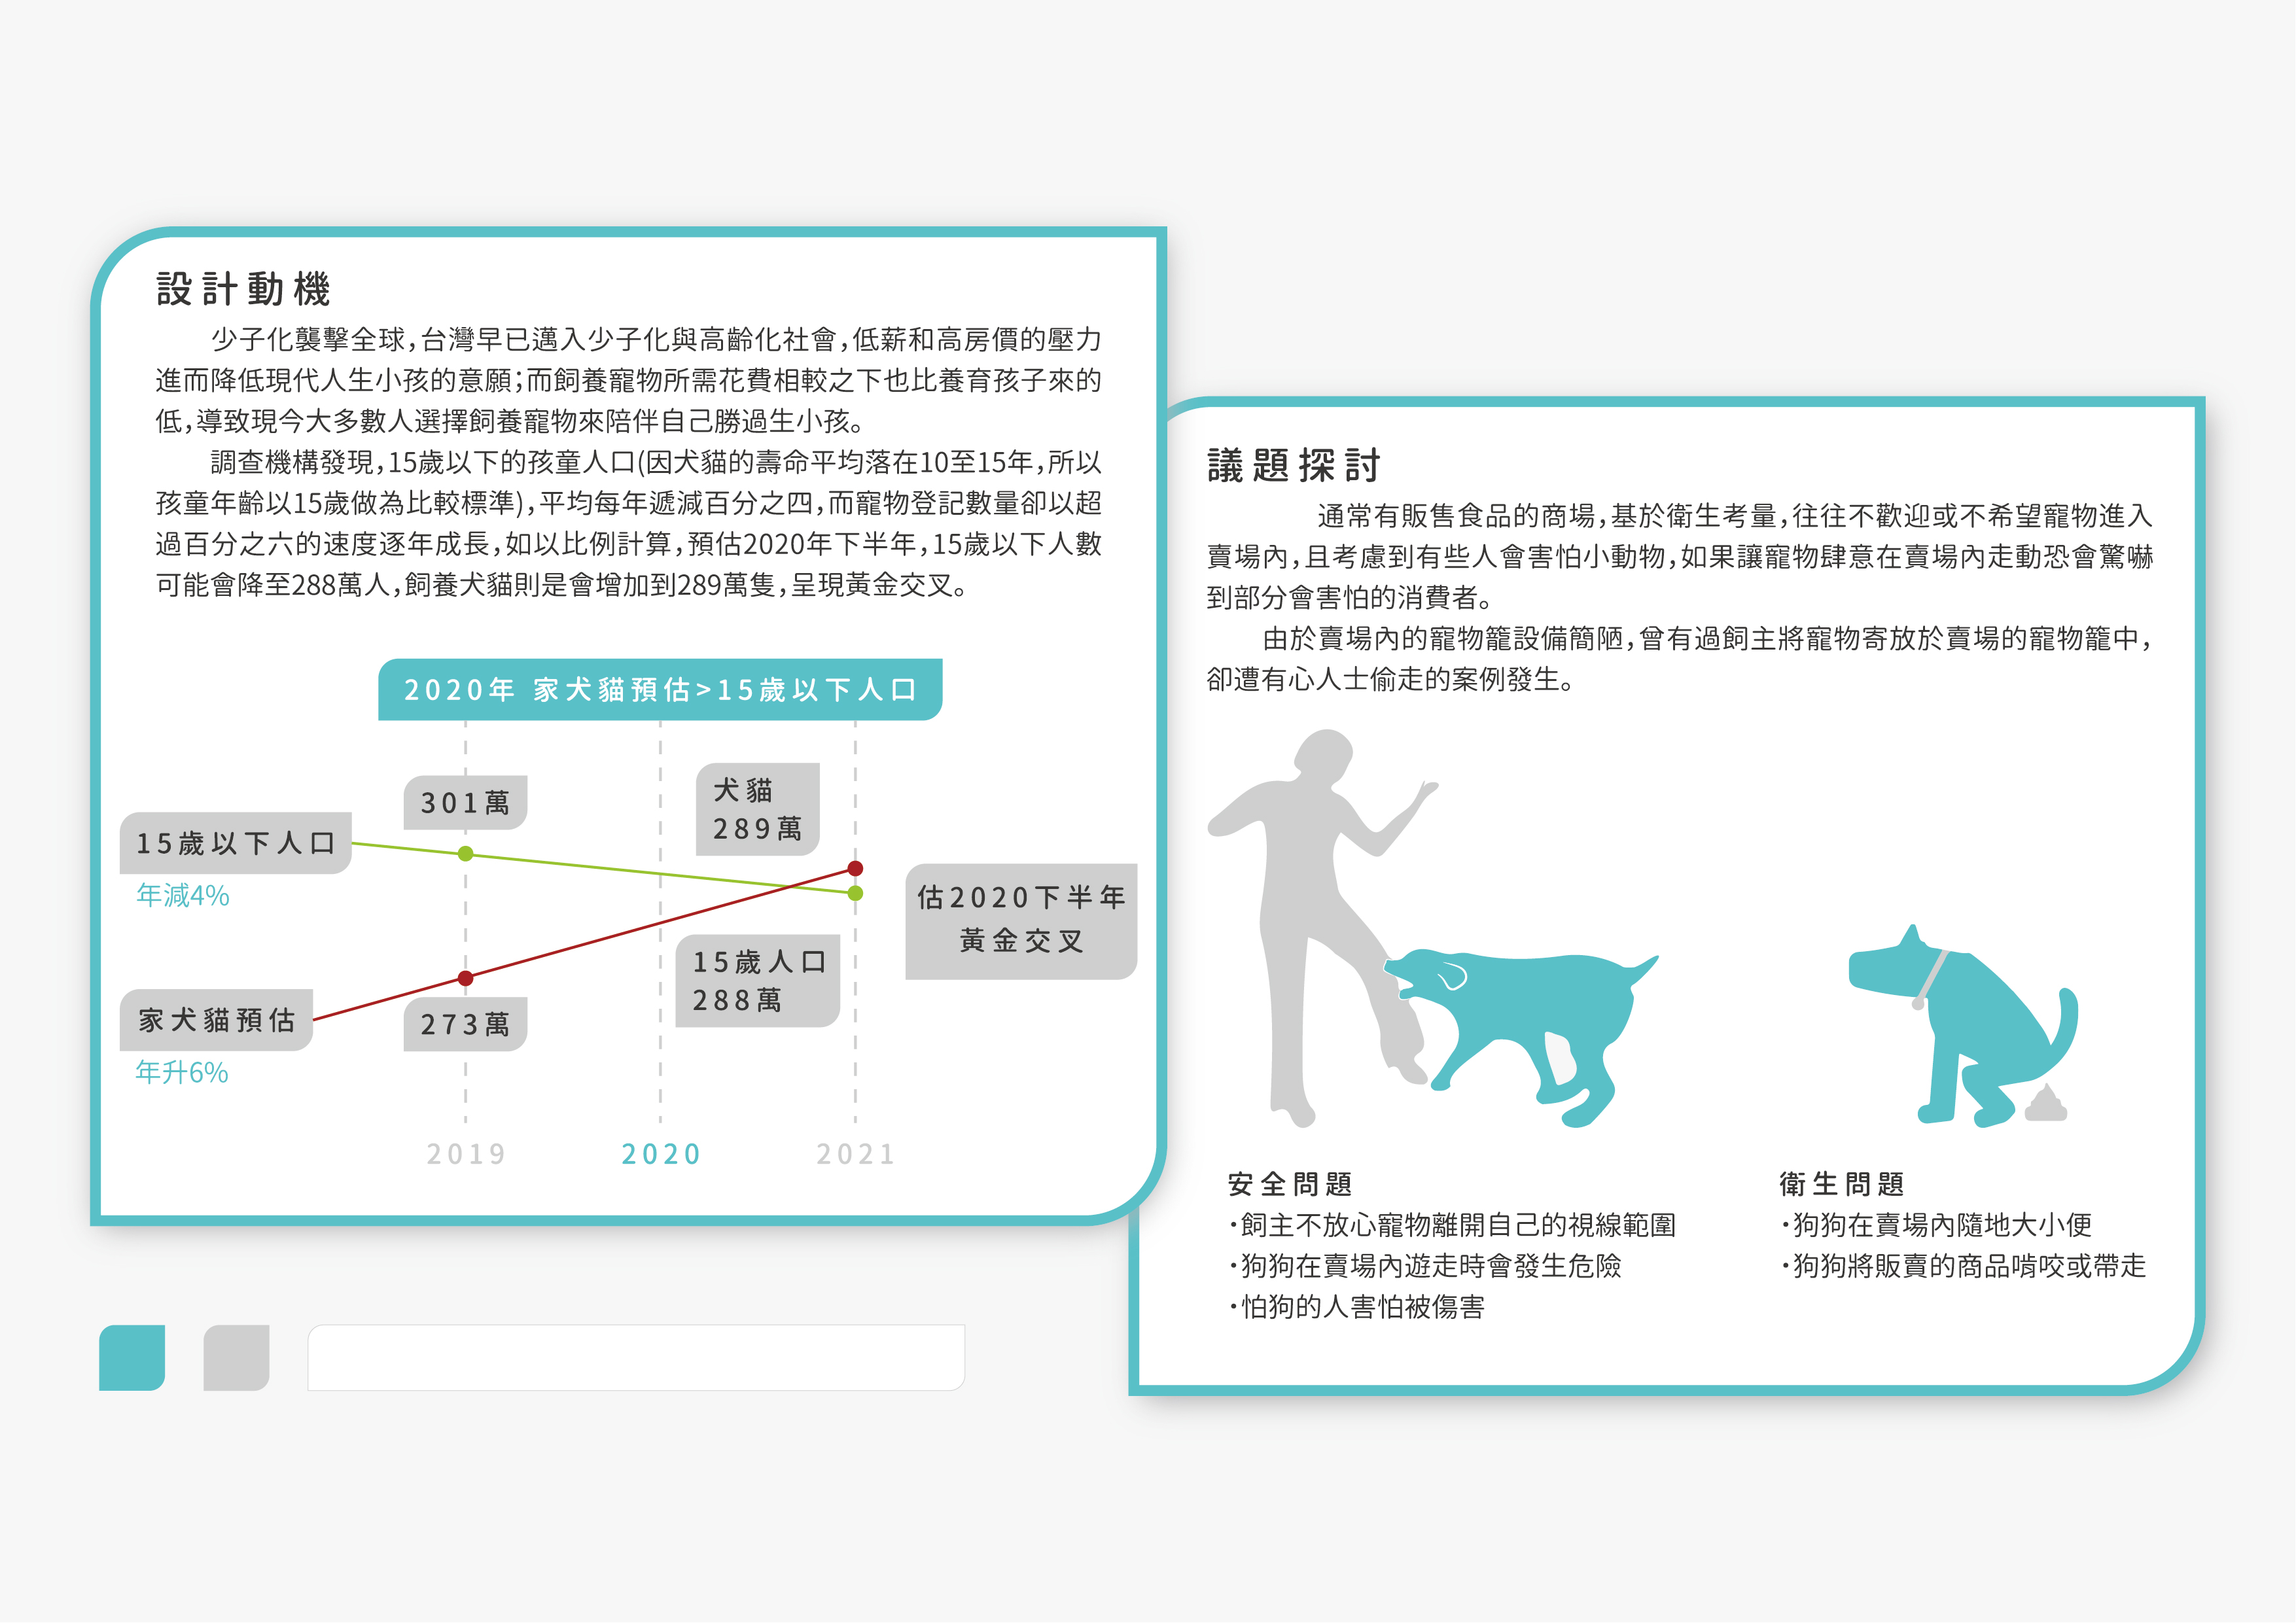 設計動機
少子化襲擊全球，台灣早已邁入少子化與高齡化社會，低薪和高房價的壓力
進而降低現代人生小孩的意願；而飼養寵物所需花費相較之下也比養育孩子來的
低，導致現今大多數人選擇飼養寵物來陪伴自己勝過生小孩。
調查機構發現，15歲以下的孩童人口(因犬貓的壽命平均落在10至15年，所以
孩童年齡以15歲做為比較標準)，平均每年遞減百分之四，而寵物登記數量卻以超
過百分之六的速度逐年成長，如以比例計算，預估2020年下半年，15歲以下人數
可能會降至288萬人，飼養犬貓則是會增加到289萬隻，呈現黃金交叉。
2020年 家犬貓預估>15歲以下人口
301萬
犬貓
289萬
15歲以下人口
年減4%
估2020下半年
黃金交叉
15歲人口
288萬
家犬貓預估
年升6%
273萬
2019
2020
2021
議題探討
通常有販售食品的商場，基於衛生考量，往往不歡迎或不希望寵物進入
賣場內，且考慮到有些人會害怕小動物，如果讓寵物肆意在賣場內走動恐會驚嚇
到部分會害怕的消費者。
由於賣場內的寵物籠設備簡陋，曾有過飼主將寵物寄放於賣場的寵物籠中，
卻遭有心人士偷走的案例發生。
安全問題
・飼主不放心寵物離開自己的視線範圍
・狗狗在賣場內遊走時會發生危險
・怕狗的人害怕被傷害
衛生問題
・狗狗在賣場內隨地大小便
・狗狗將販賣的商品啃咬或帶走